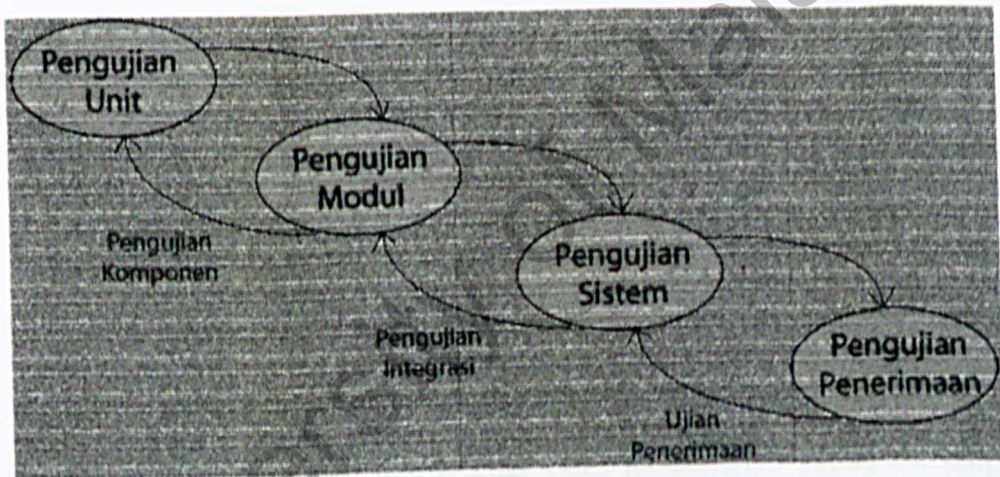 Pengujian
Unit
Pengujian
Modul
Pengujian
Komponen
Pengujian
Sistem
Pengujian
Integrasi
Pengujian
Penerimaan
Ujian
Penerimaan